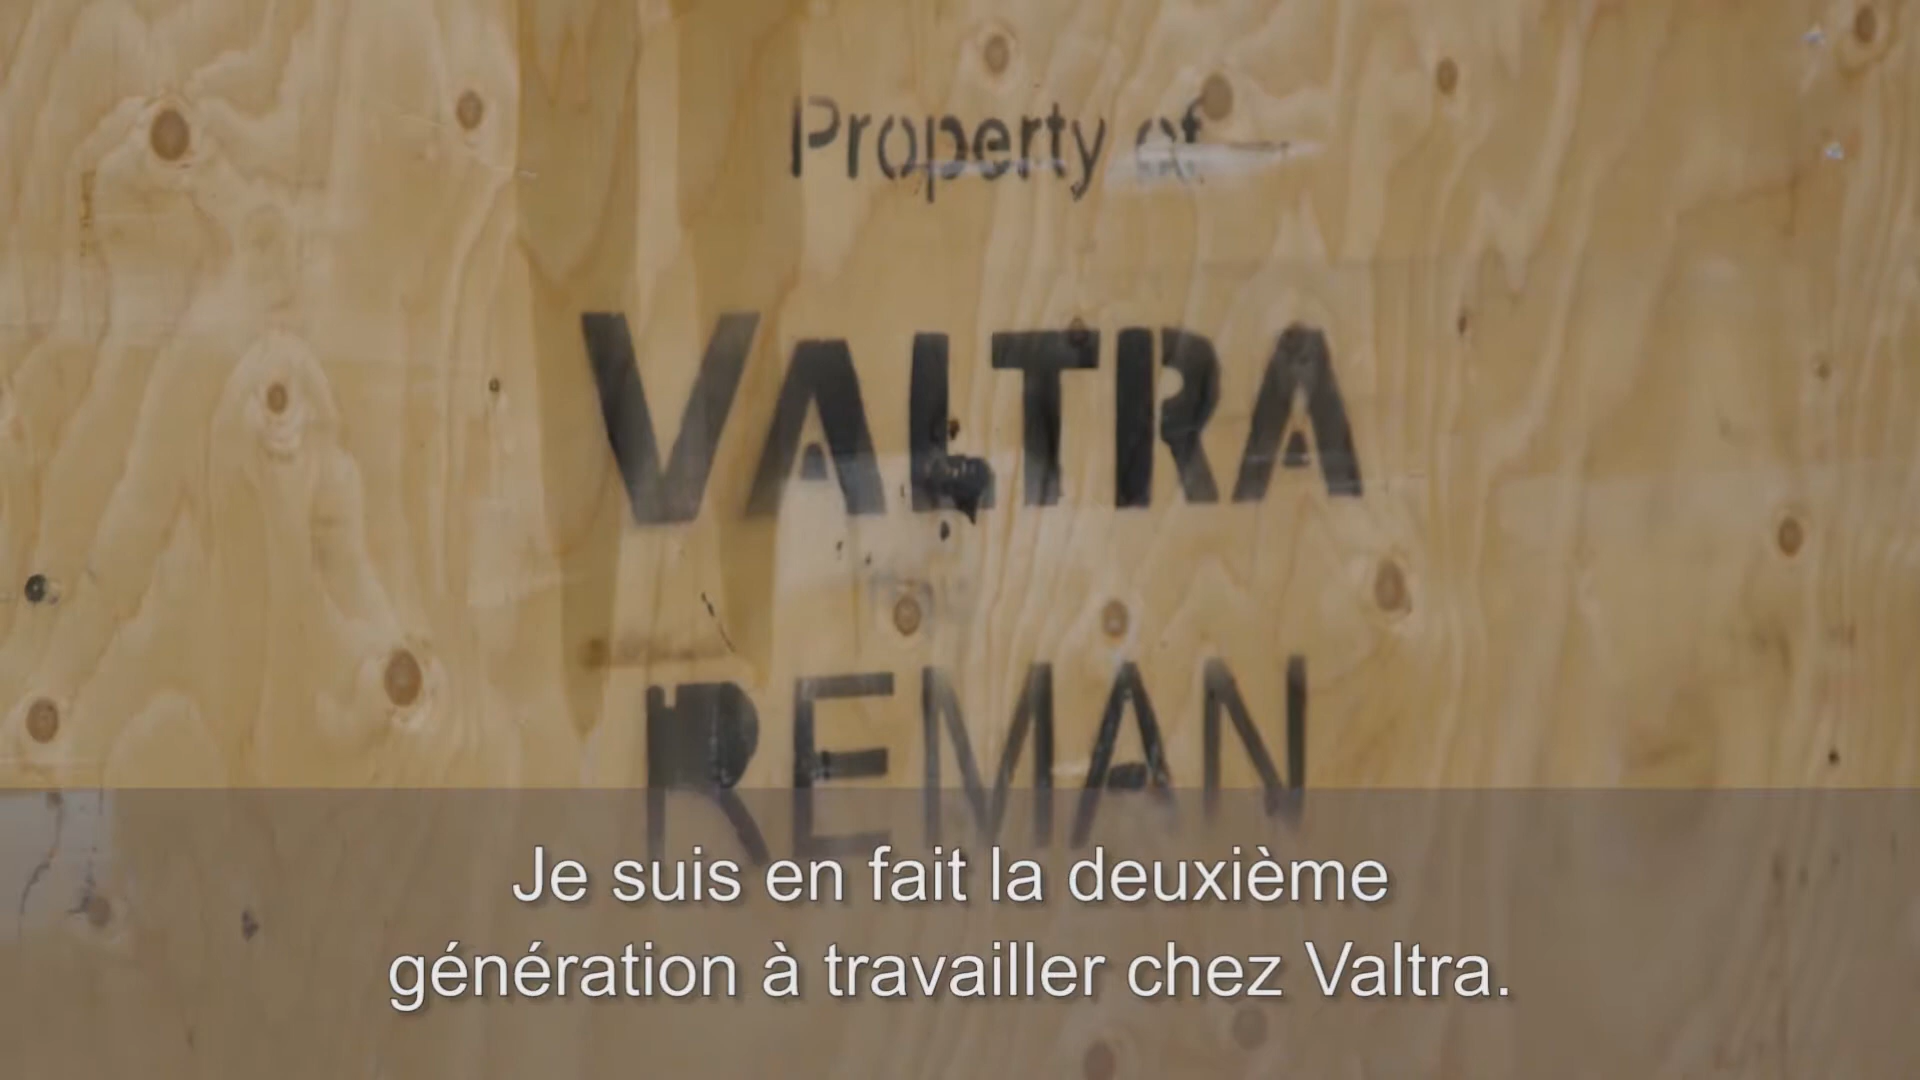 Property of
VALTRA
REMAN
Je suis en fait la deuxième
génération à travailler chez Valtra.